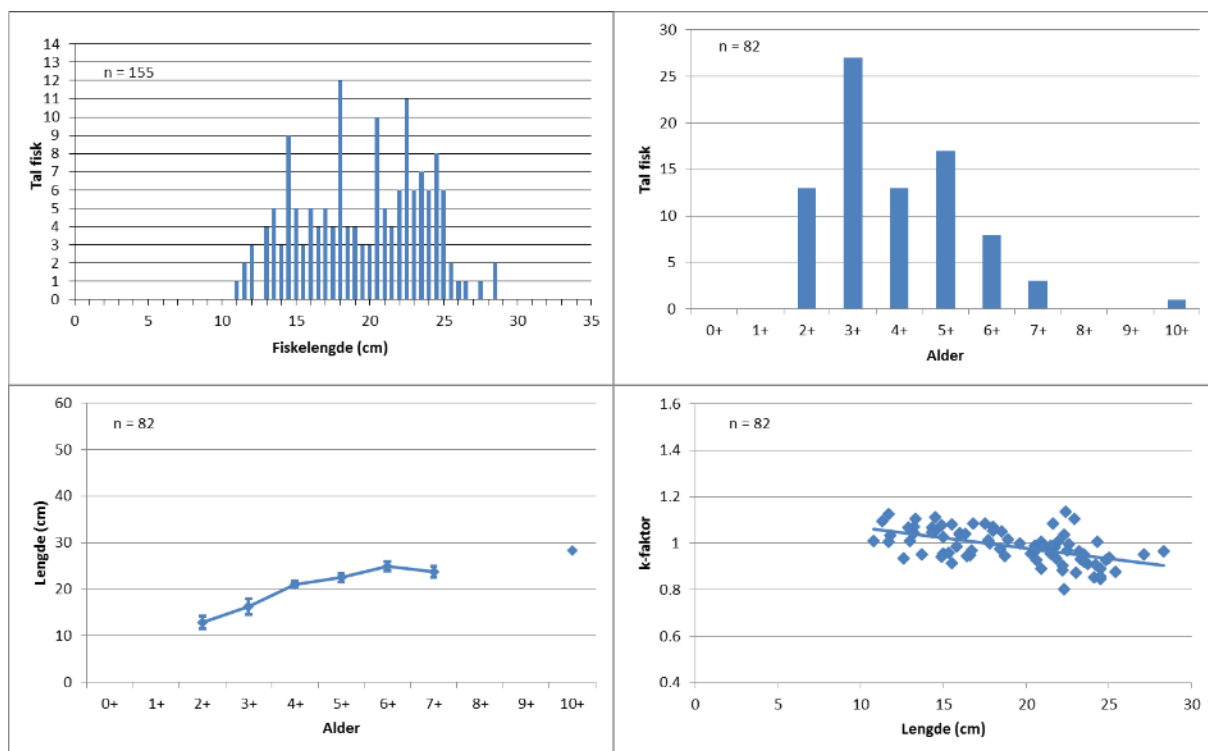 14
13
12
11
10
9
8
7
6
5
4
3
2
1
0
n = 155
Tal fisk
0 5 10 15 20 25 30 35
Fiskelengde (cm)
30
25
20
15
10
5
0
n = 82
Tal fisk
0+ 1+ 2+ 3+ 4+ 5+ 6+ 7+ 8+ 9+ 10+
Alder
60
50
40
30
20
10
0
n = 82
Lengde (cm)
0+ 1+ 2+ 3+ 4+ 5+ 6+ 7+ 8+ 9+ 10+
Alder
1.6
1.4
1.2
1
0.8
0.6
0.4
n = 82
k-faktor
0 5 10 15 20 25 30
Lengde (cm)